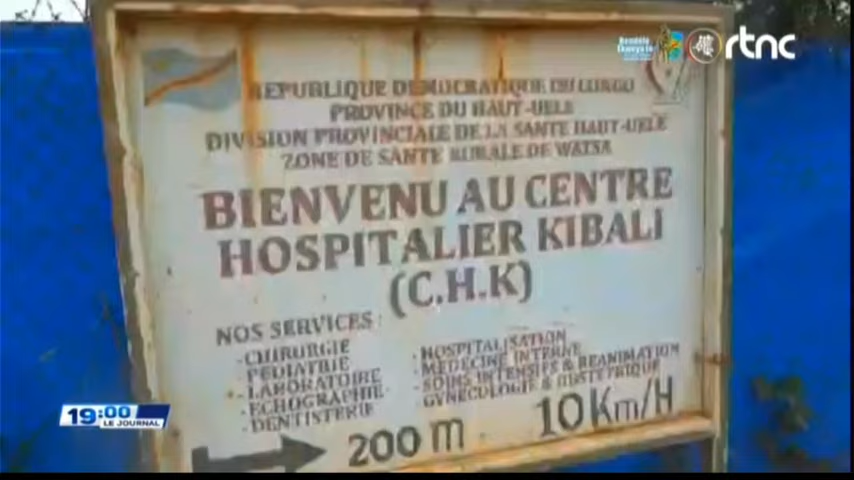 rtnc
REPUBLIQUE DEMOCRATIQUE DU CONGO
PROVINCE DU HAUT-UELE
DIVISION PROVINCIALE DE LA SANTE HAUT-UELE
ZONE DE SANTE RURALE DE WATSA
BIENVENU AU CENTRE
HOSPITALIER KIBALI
(C.H.K)
NOS SERVICES :
-CHIRURGIE
PEDIATRIE
-LABORATOIRE
-ECHOGRAPHIE
-DENTISTERIE
-HOSPITALISATION
-MEDECINE INTERNE
-SOINS INTENSIFS & REANIMATION
GYNECOLOGIE & OBSTETRIQUE
200 m
10Km/H
19:00
LE JOURNAL